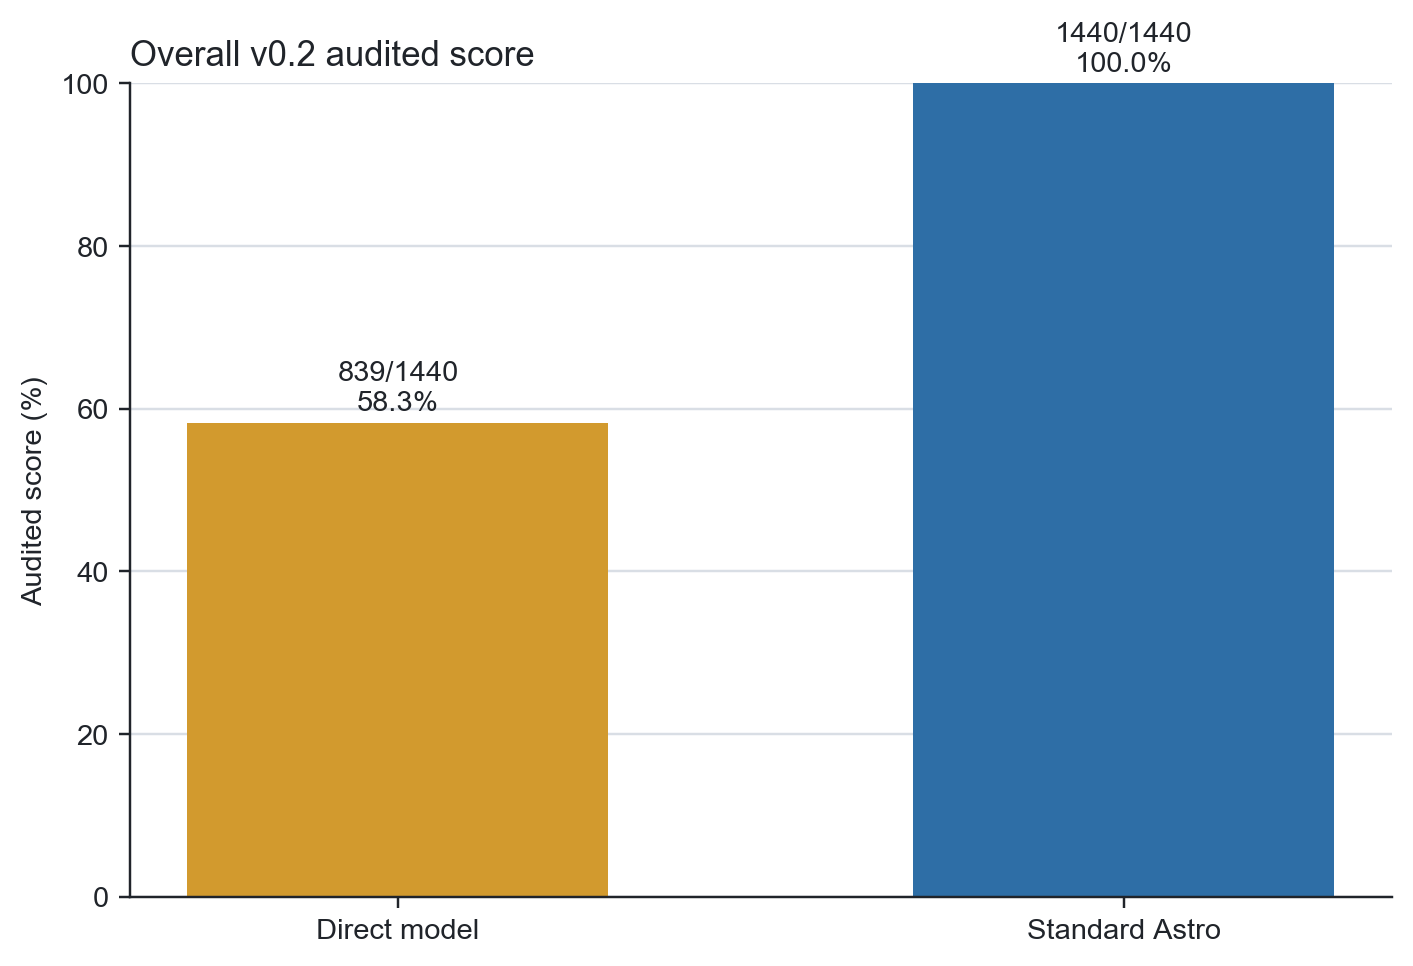 Overall v0.2 audited score
1440/1440
100.0%
839/1440
58.3%
100
80
60
40
20
0
Audited score (%)
Direct model
Standard Astro